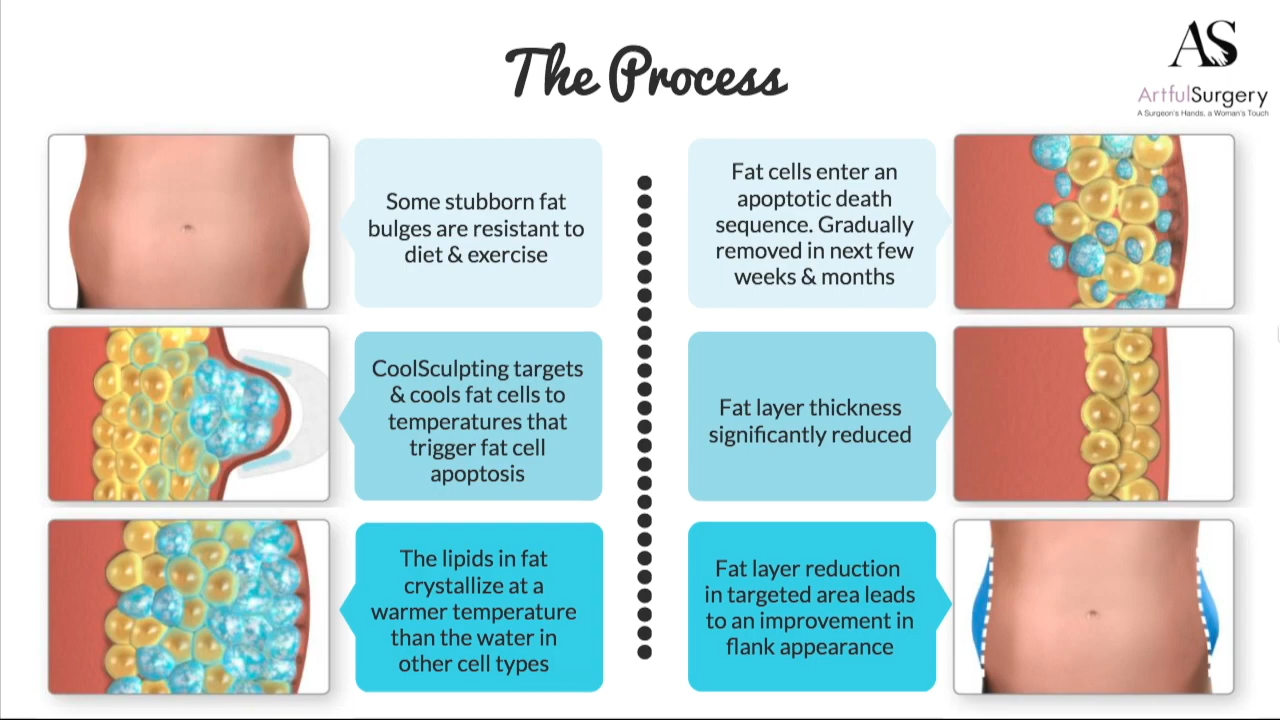 The Process
AS
ArtfulSurgery
A Surgeon's Hands, a Woman's Touch
Some stubborn fat
bulges are resistant to
diet & exercise
CoolSculpting targets
& cools fat cells to
temperatures that
trigger fat cell
apoptosis
The lipids in fat
crystallize at a
warmer temperature
than the water in
other cell types
Fat cells enter an
apoptotic death
sequence. Gradually
removed in next few
weeks & months
Fat layer thickness
significantly reduced
Fat layer reduction
in targeted area leads
to an improvement in
flank appearance